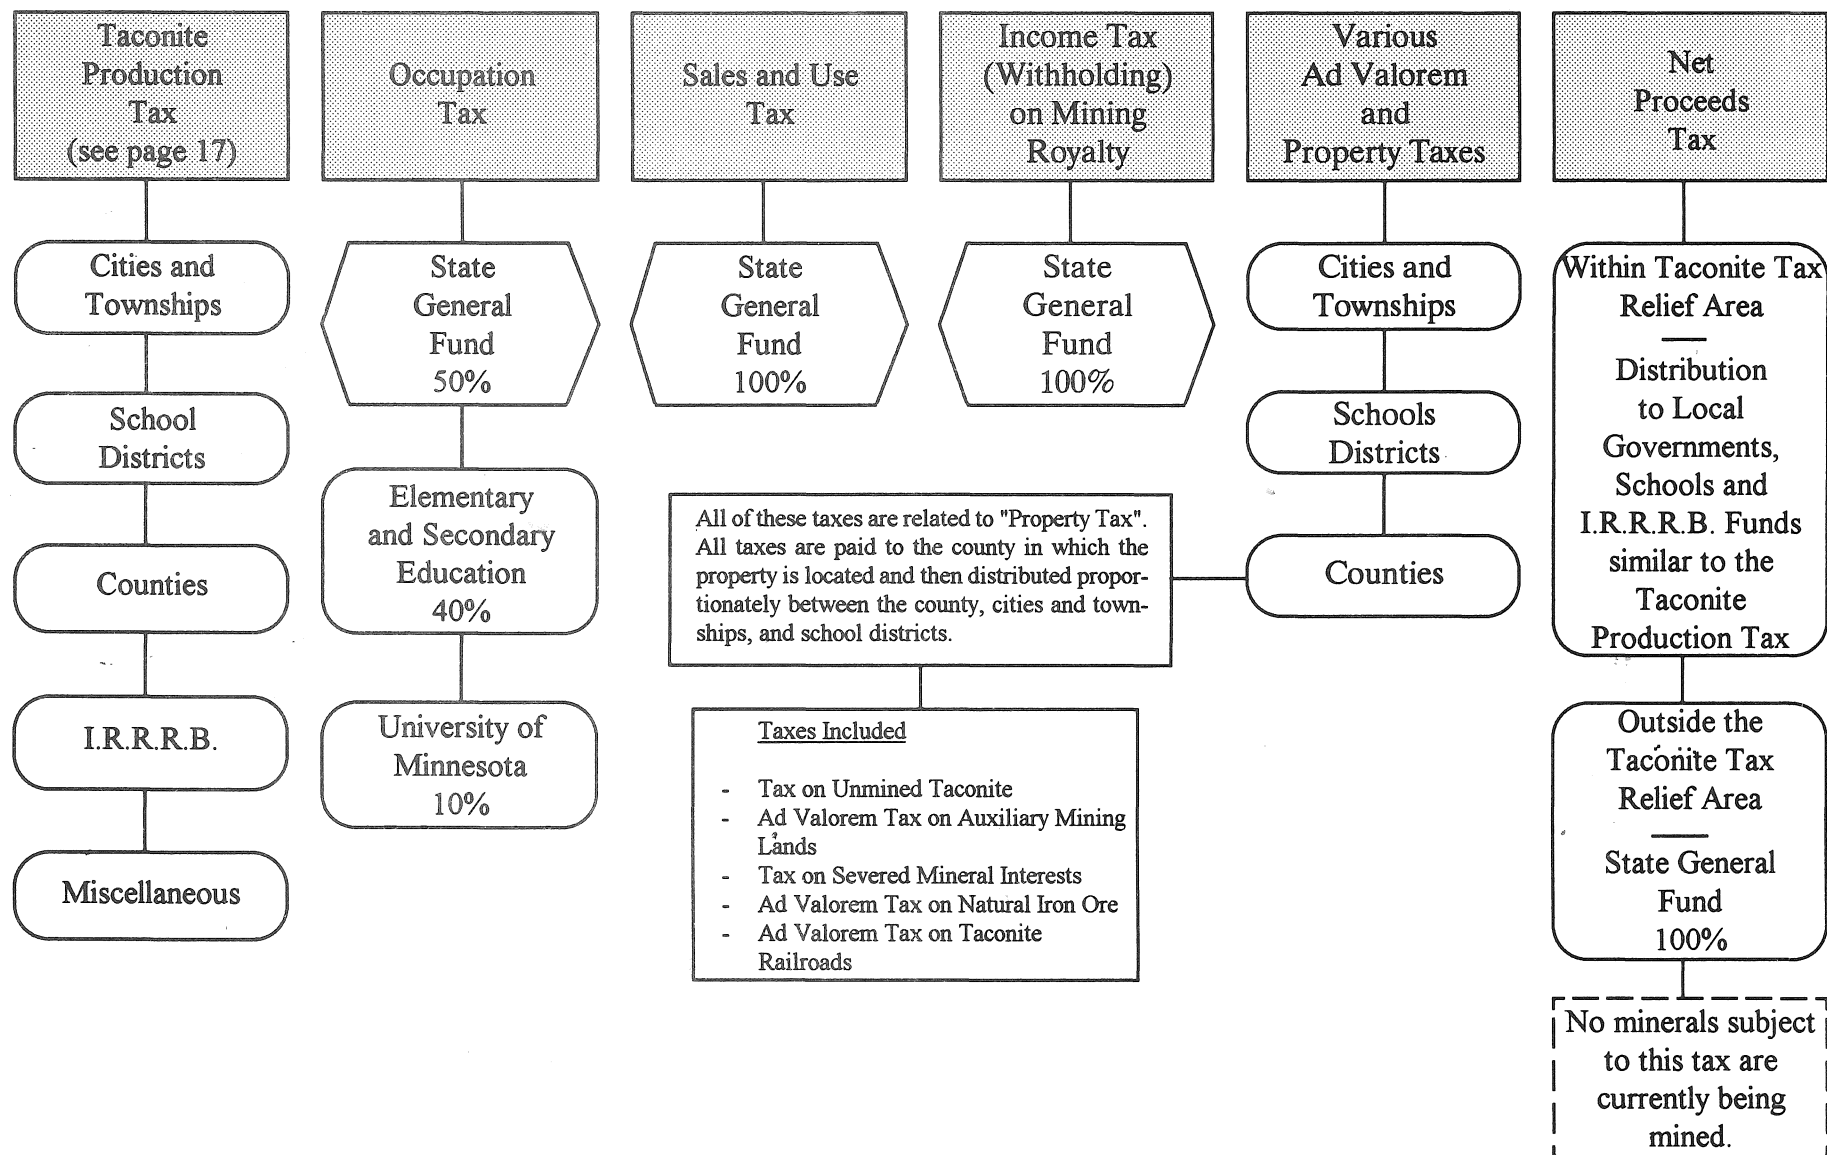 Taconite
Production
Tax
(see page 17)
Cities and
Townships
School
Districts
Counties
I.R.R.R.B.
Miscellaneous
Occupation
Tax
State
General
Fund
50%
Elementary
and Secondary
Education
40%
University of
Minnesota
10%
Sales and Use
Tax
State
General
Fund
100%
Income Tax
(Withholding)
on Mining
Royalty
State
General
Fund
100%
Various
Ad Valorem
and
Property Taxes
Cities and
Townships
Schools
Districts
Counties
All of these taxes are related to "Property Tax".
All taxes are paid to the county in which the
property is located and then distributed propor-
tionately between the county, cities and town-
ships, and school districts.
Taxes Included
- Tax on Unmined Taconite
- Ad Valorem Tax on Auxiliary Mining
Lands
- Tax on Severed Mineral Interests
- Ad Valorem Tax on Natural Iron Ore
- Ad Valorem Tax on Taconite
Railroads
Net
Proceeds
Tax
Within Taconite Tax
Relief Area
Distribution
to Local
Governments,
Schools and
I.R.R.R.B. Funds
similar to the
Taconite
Production Tax
Outside the
Taconite Tax
Relief Area
State General
Fund
100%
No minerals subject
to this tax are
currently being
mined.